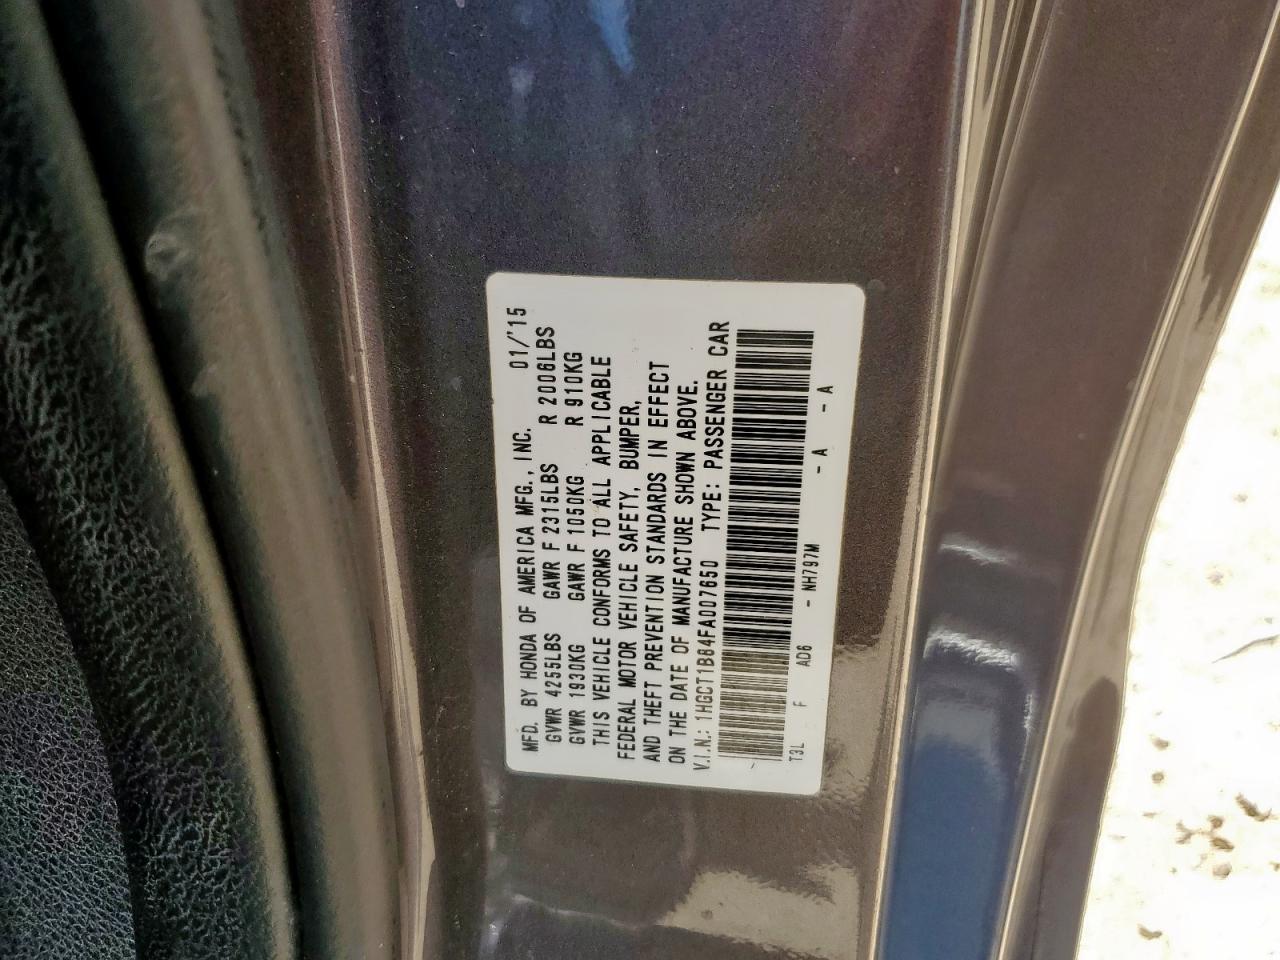 MFD. BY HONDA OF AMERICA MFG., INC. 01/'15
GVWR 4255LBS GAWR F 2315LBS R 2006LBS
GVWR 1930KG GAWR F 1050KG R 910KG
THIS VEHICLE CONFORMS TO ALL APPLICABLE
FEDERAL MOTOR VEHICLE SAFETY, BUMPER,
AND THEFT PREVENTION STANDARDS IN EFFECT
ON THE DATE OF MANUFACTURE SHOWN ABOVE.
V.I.N.: 1HGCT1B84FA007650 TYPE: PASSENGER CAR
T3L F AD6 - NH797M - A - A